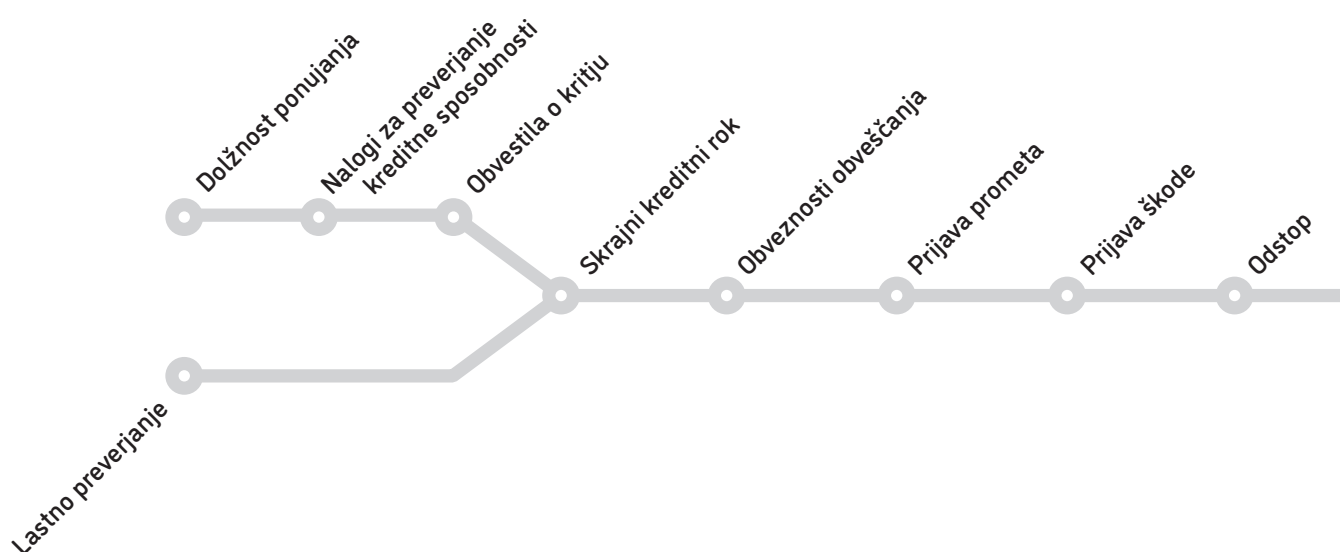 Dolžnost ponujanja
Nalogi za preverjanje
kreditne sposobnosti
Obvestila o kritju
Skrajni kreditni rok
Obveznosti obveščanja
Prijava prometa
Prijava škode
Odstop
Lastno preverjanje